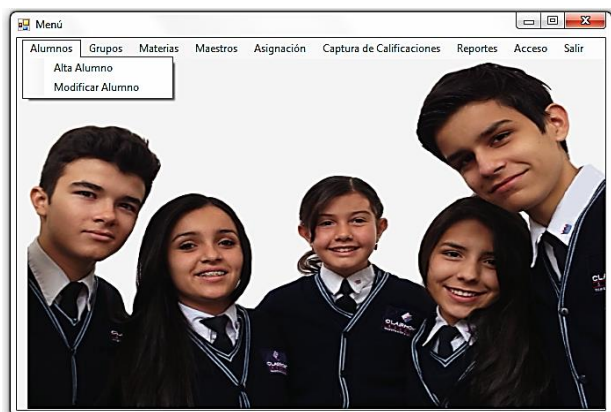 Menú
Alumnos Grupos Materias Maestros Asignación Captura de Calificaciones Reportes Acceso Salir
Alta Alumno
Modificar Alumno